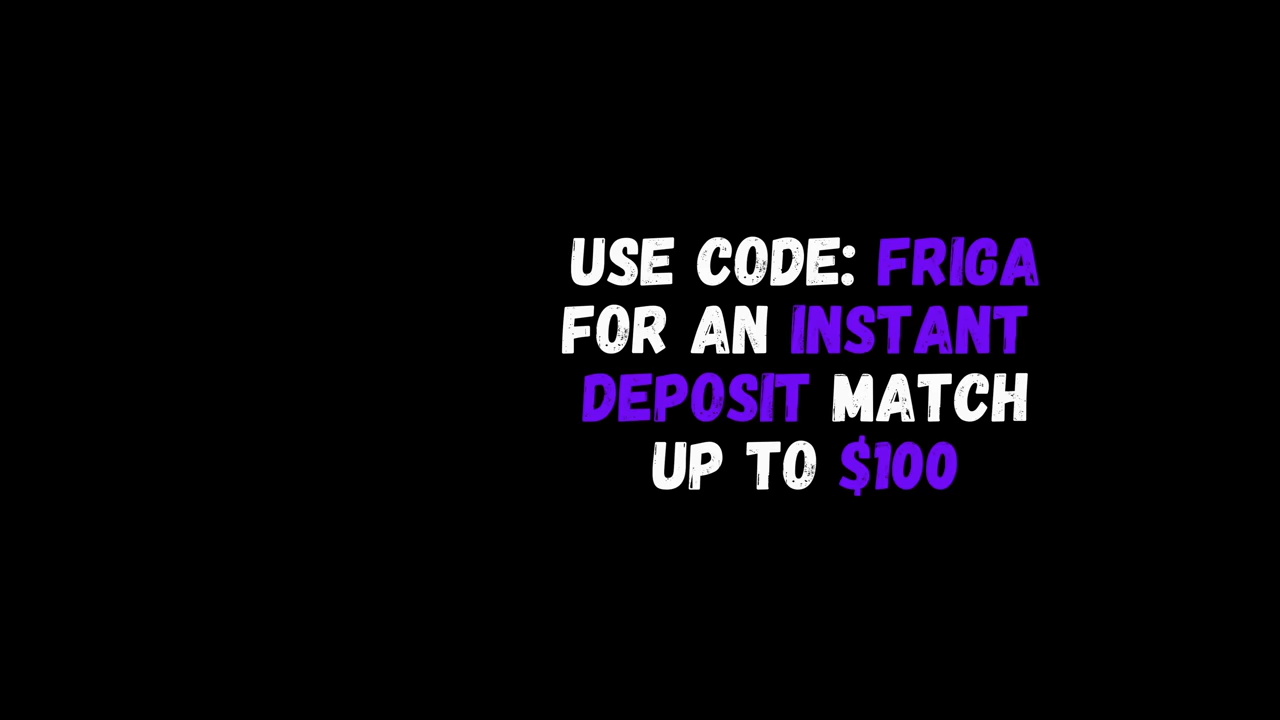 USE CODE: FRIGA
FOR AN INSTANT
DEPOSIT MATCH
UP TO $100